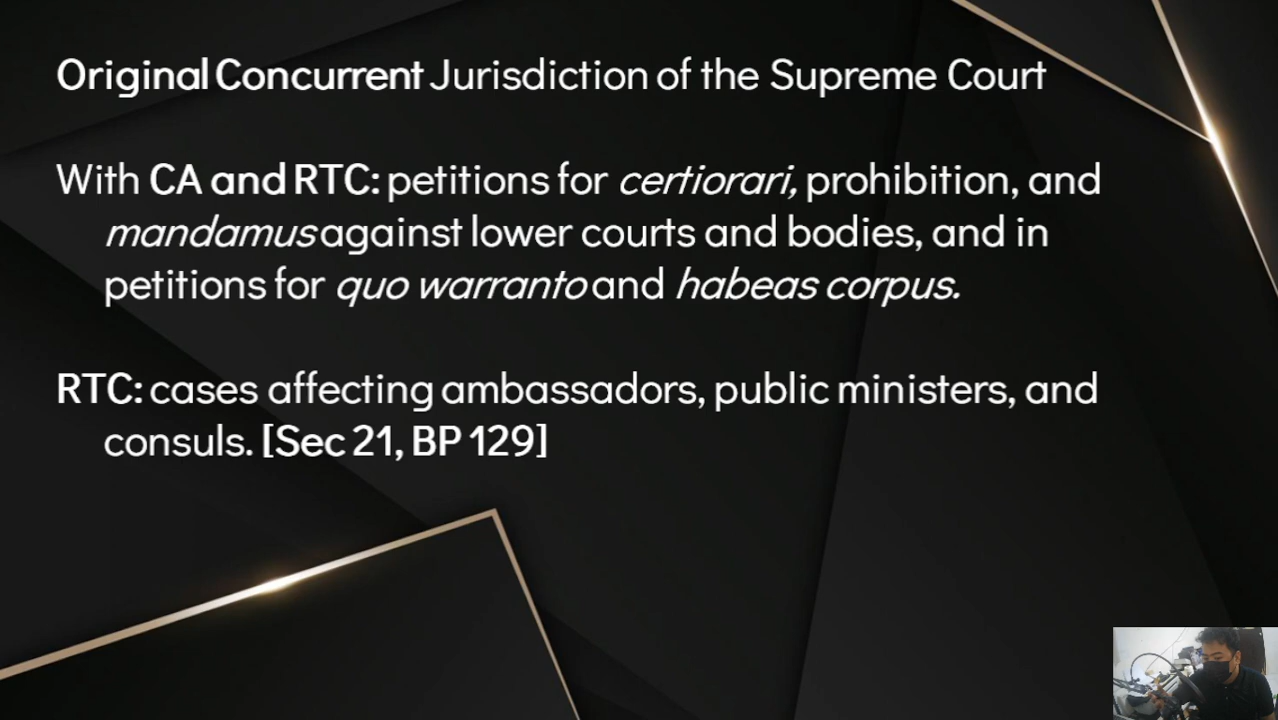 Original Concurrent Jurisdiction of the Supreme Court
With CA and RTC: petitions for certiorari, prohibition, and
mandamus against lower courts and bodies, and in
petitions for quo warranto and habeas corpus.
RTC: cases affecting ambassadors, public ministers, and
consuls. [Sec 21, BP 129]